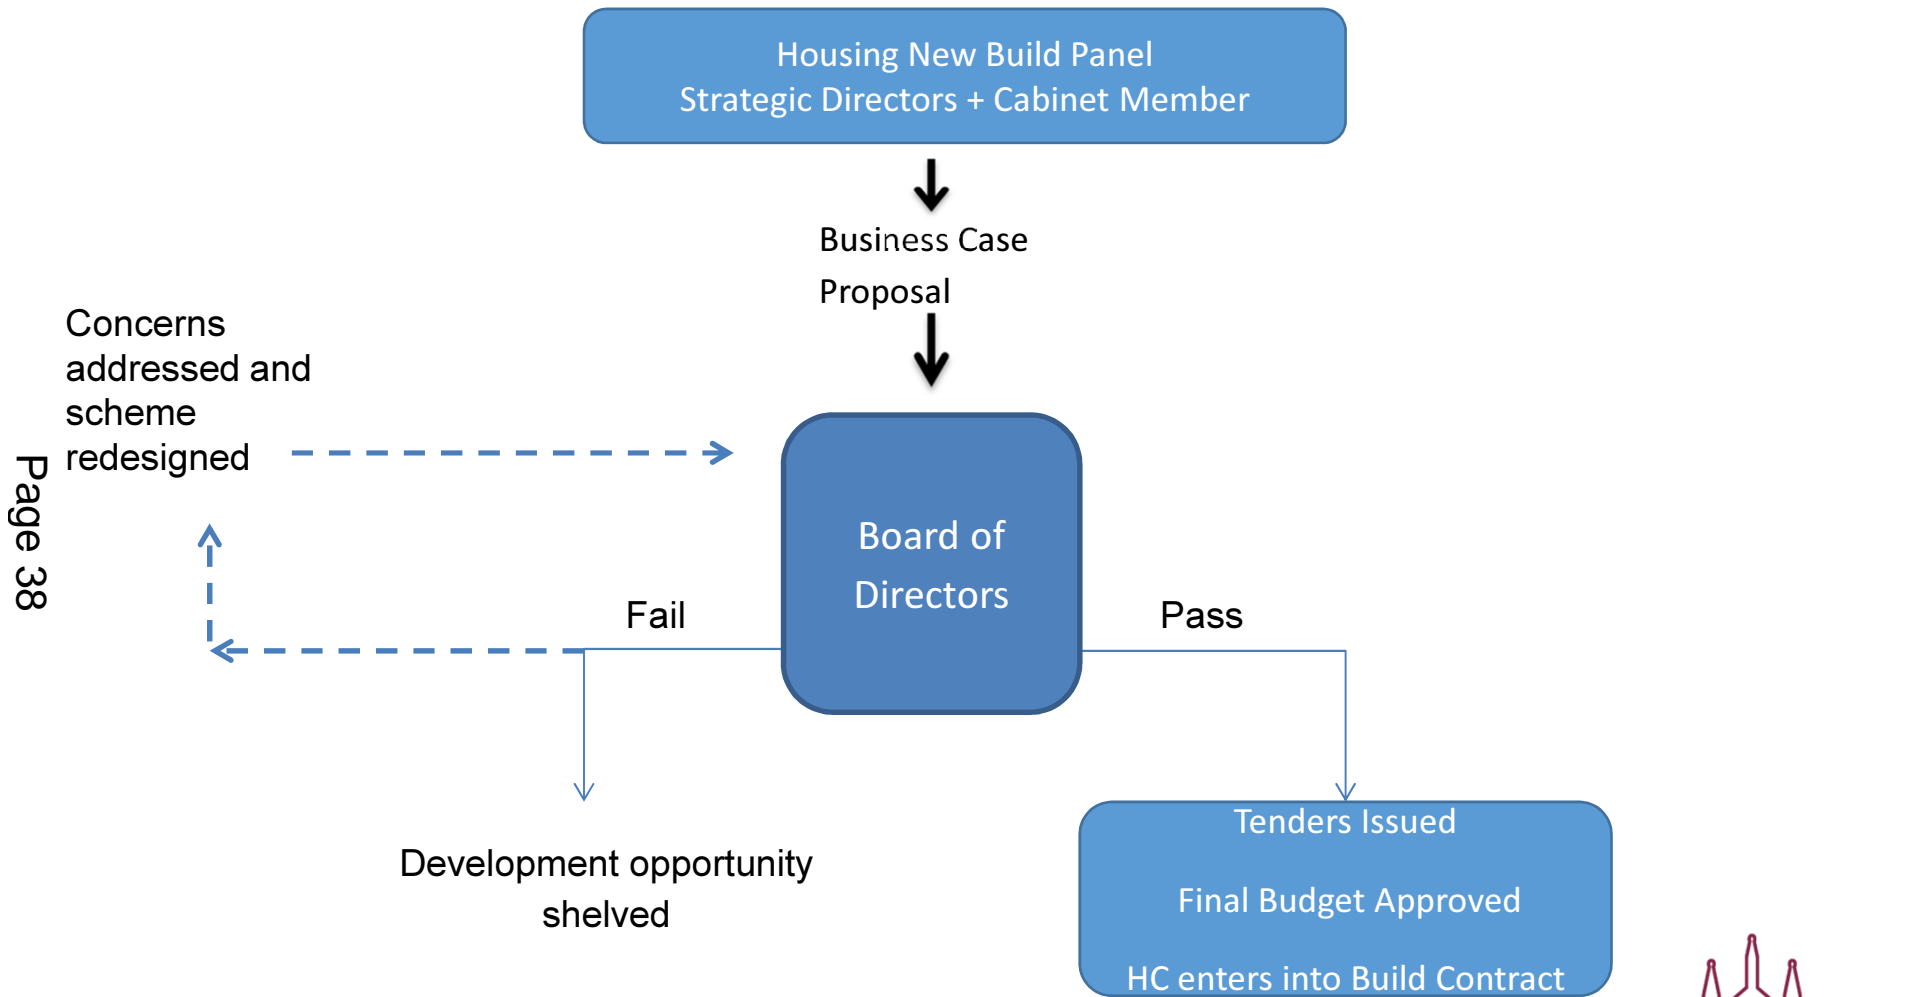 Housing New Build Panel
Strategic Directors + Cabinet Member
Business Case
Proposal
Concerns
addressed and
scheme
redesigned
Page 38
Board of
Directors
Fail
Pass
Development opportunity
shelved
Tenders Issued
Final Budget Approved
HC enters into Build Contract